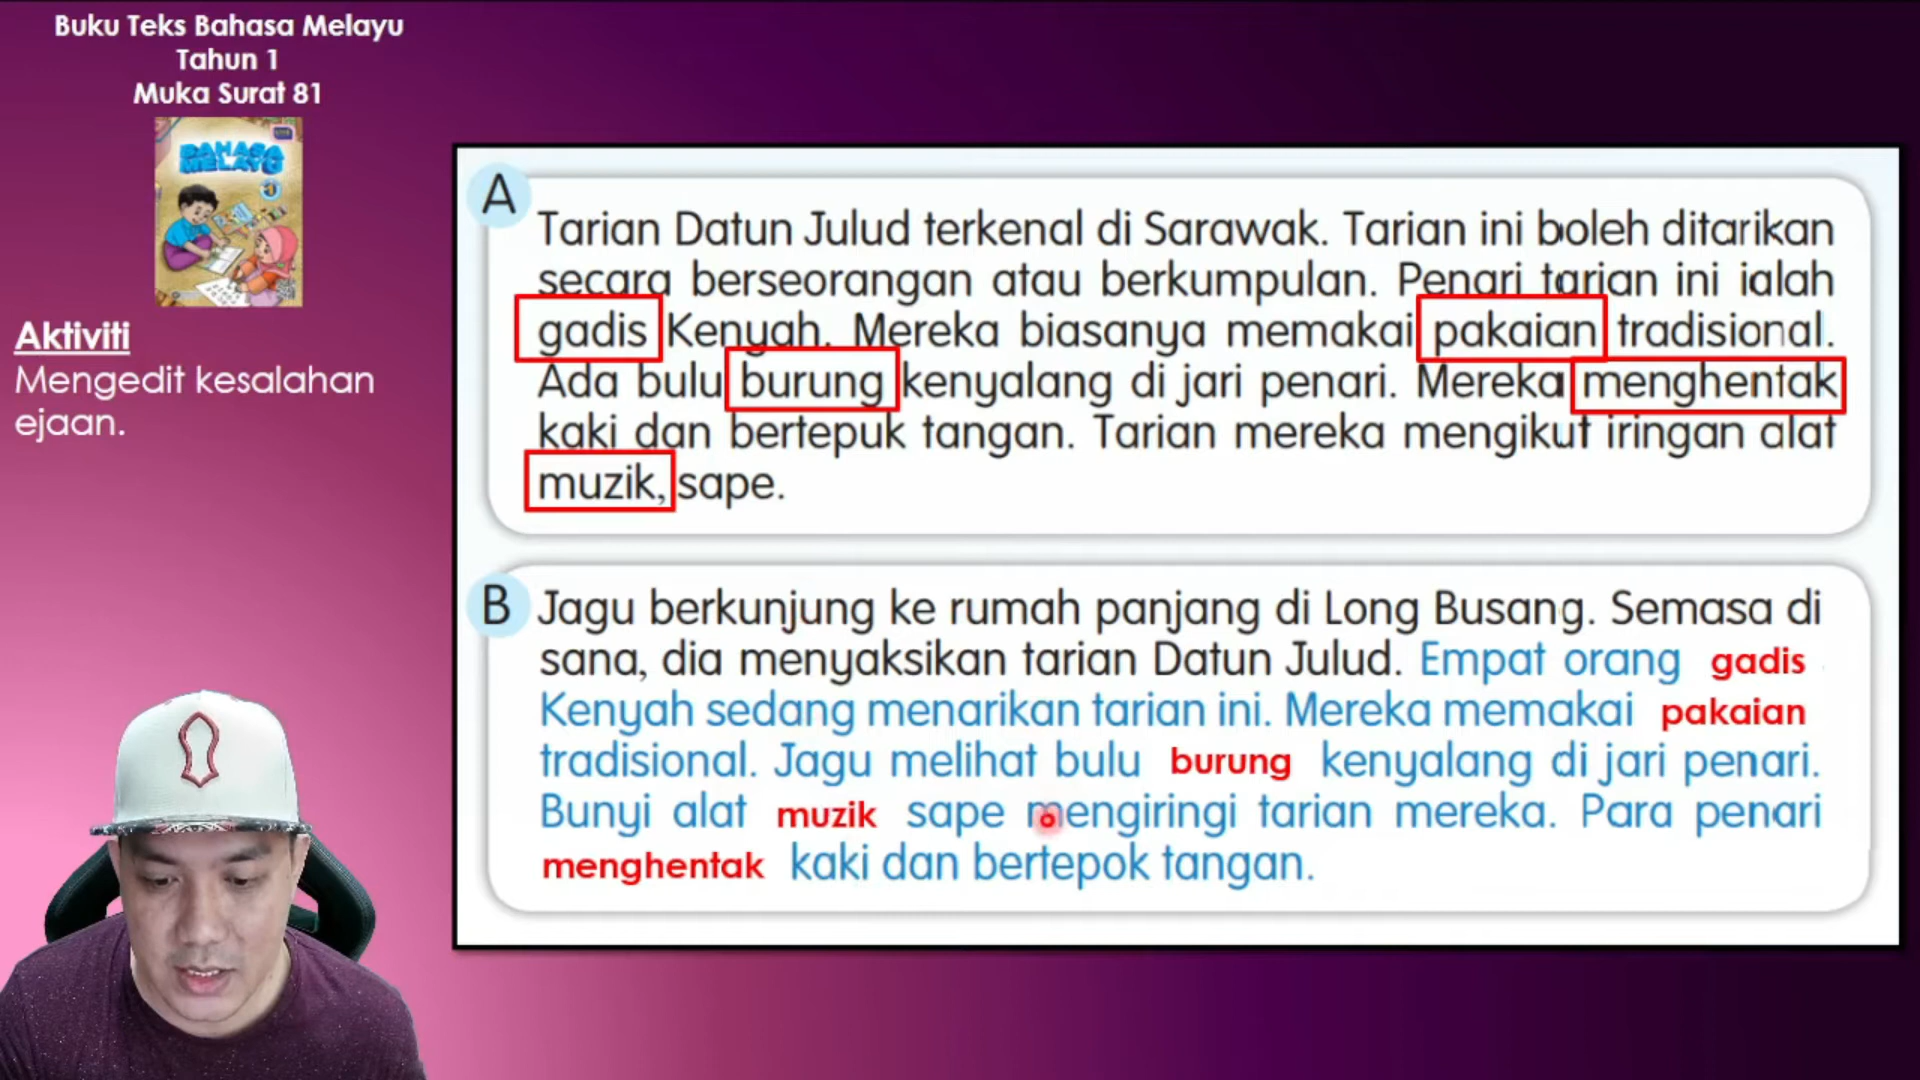 Buku Teks Bahasa Melayu
Tahun 1
Muka Surat 81
BAHASA
MELAYU
1
Aktiviti
Mengedit kesalahan
ejaan.
A
Tarian Datun Julud terkenal di Sarawak. Tarian ini boleh ditarikan
secara berseorangan atau berkumpulan. Penari tarian ini ialah
gadis Kenyah. Mereka biasanya memakai pakaian tradisional.
Ada bulu burung kenyalang di jari penari. Mereka menghentak
kaki dan bertepuk tangan. Tarian mereka mengikut iringan alat
muzik, sape.
B
Jagu berkunjung ke rumah panjang di Long Busang. Semasa di
sana, dia menyaksikan tarian Datun Julud. Empat orang gadis
Kenyah sedang menarikan tarian ini. Mereka memakai pakaian
tradisional. Jagu melihat bulu burung kenyalang di jari penari.
Bunyi alat muzik sape mengiringi tarian mereka. Para penari
menghentak kaki dan bertepok tangan.